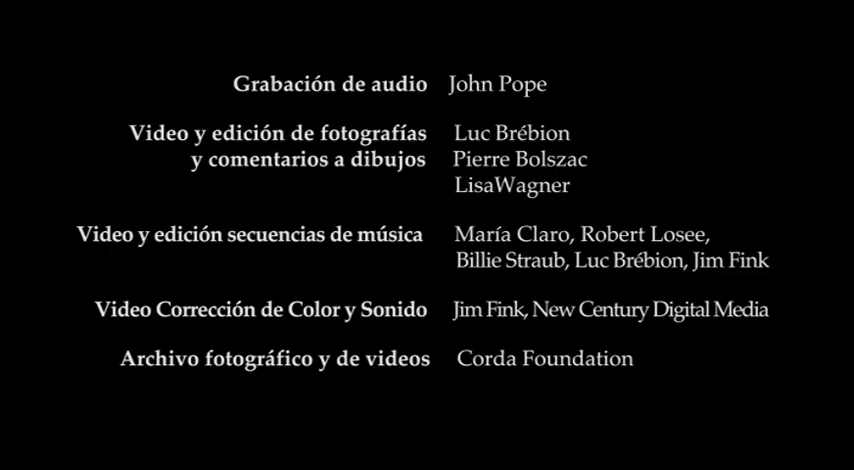 Grabación de audio John Pope
Video y edición de fotografías Luc Brébion
y comentarios a dibujos Pierre Bolszac
LisaWagner
Video y edición secuencias de música María Claro, Robert Losee,
Billie Straub, Luc Brébion, Jim Fink
Video Corrección de Color y Sonido Jim Fink, New Century Digital Media
Archivo fotográfico y de videos Corda Foundation